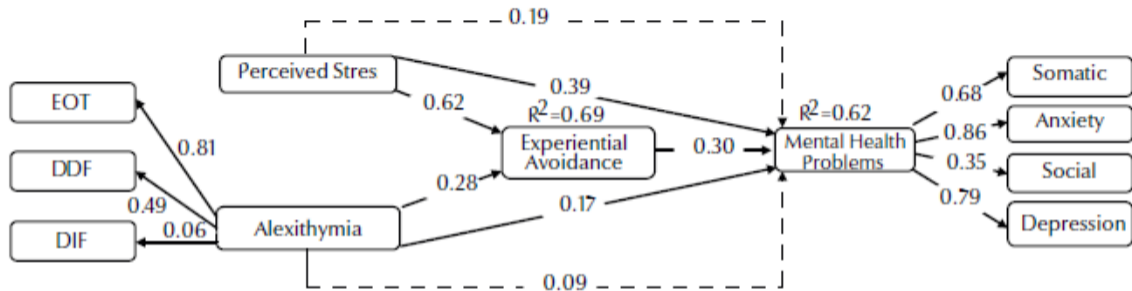 0.19
Perceived Stres
Somatic
EOT
0.39
0.68
0.62
R²=0.69
R²=0.62
Anxiety
0.86
0.81
Experiential
Avoidance
0.30
Mental Health
Problems
0.35
DDF
Social
0.28
0.79
0.49
0.17
DIF
0.06
Alexithymia
Depression
0.09